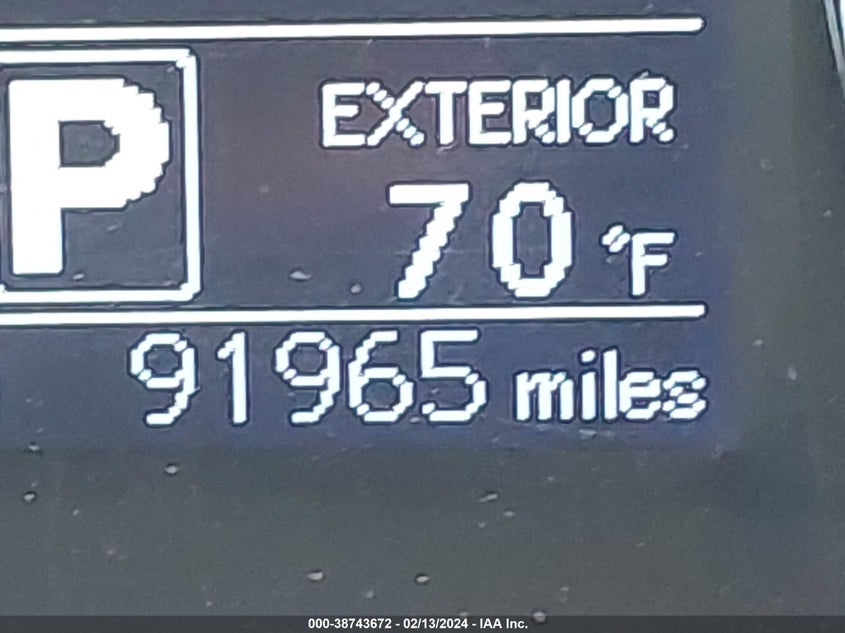 P
EXTERIOR
70 °F
91965 miles
000-38743672 - 02/13/2024 - IAA Inc.